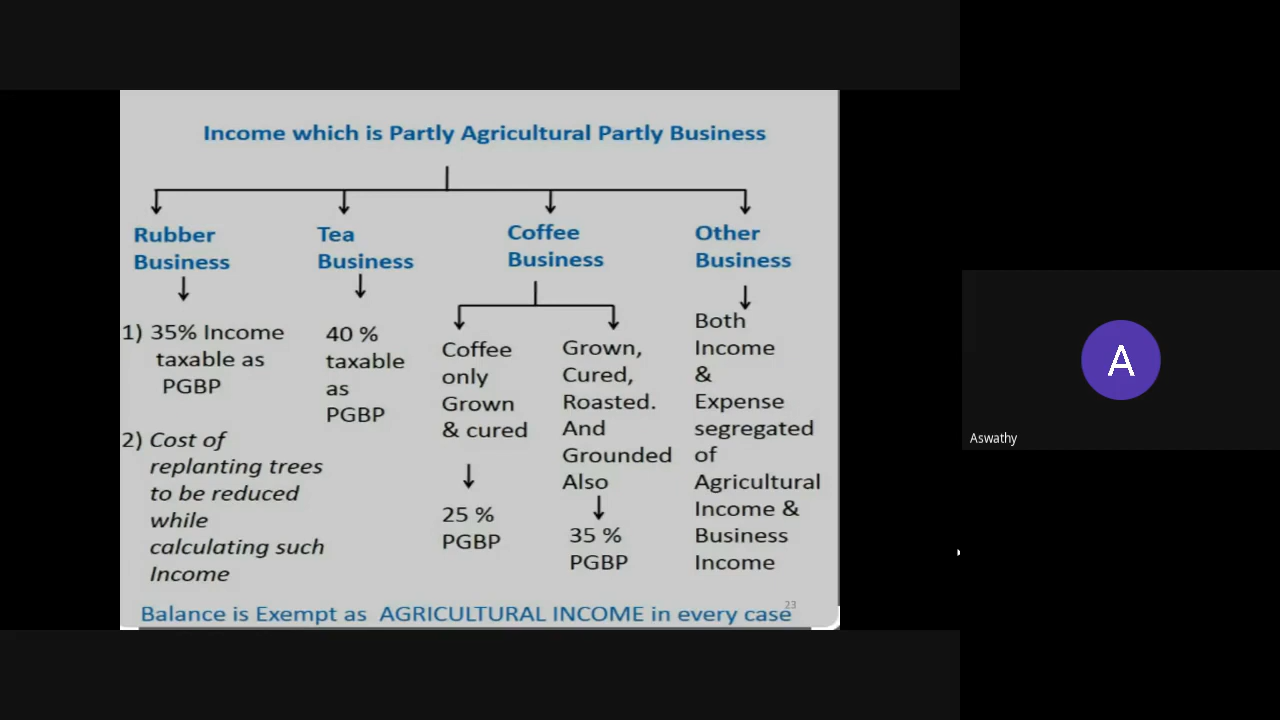 Income which is Partly Agricultural Partly Business
Rubber
Business
1) 35% Income
taxable as
PGBP
2) Cost of
replanting trees
to be reduced
while
calculating such
Income
Tea
Business
40 %
taxable
as
PGBP
Coffee
Business
Coffee
only
Grown
& cured
25 %
PGBP
Grown,
Cured,
Roasted.
And
Grounded
Also
35 %
PGBP
Other
Business
Both
Income
&
Expense
segregated
of
Agricultural
Income &
Business
Income
Balance is Exempt as AGRICULTURAL INCOME in every case
23
A
Aswathy